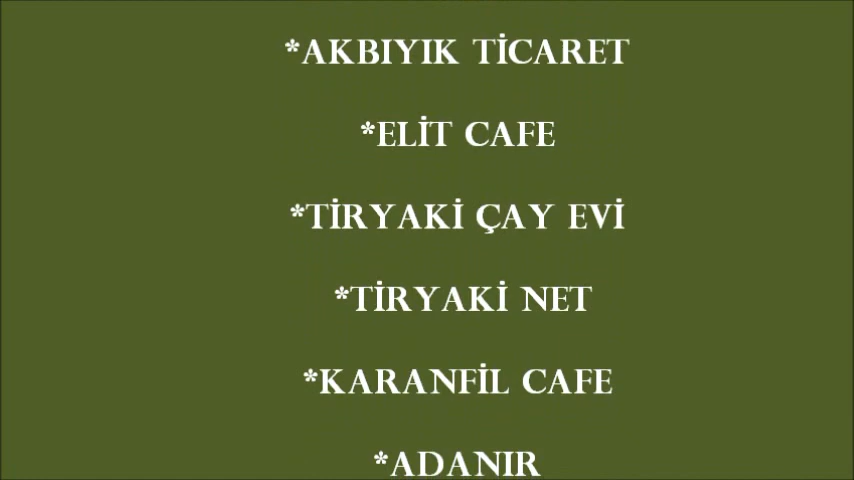 *AKBIYIK TİCARET
*ELİT CAFE
*TİRYAKİ ÇAY EVİ
*TİRYAKİ NET
*KARANFİL CAFE
*ADANIR